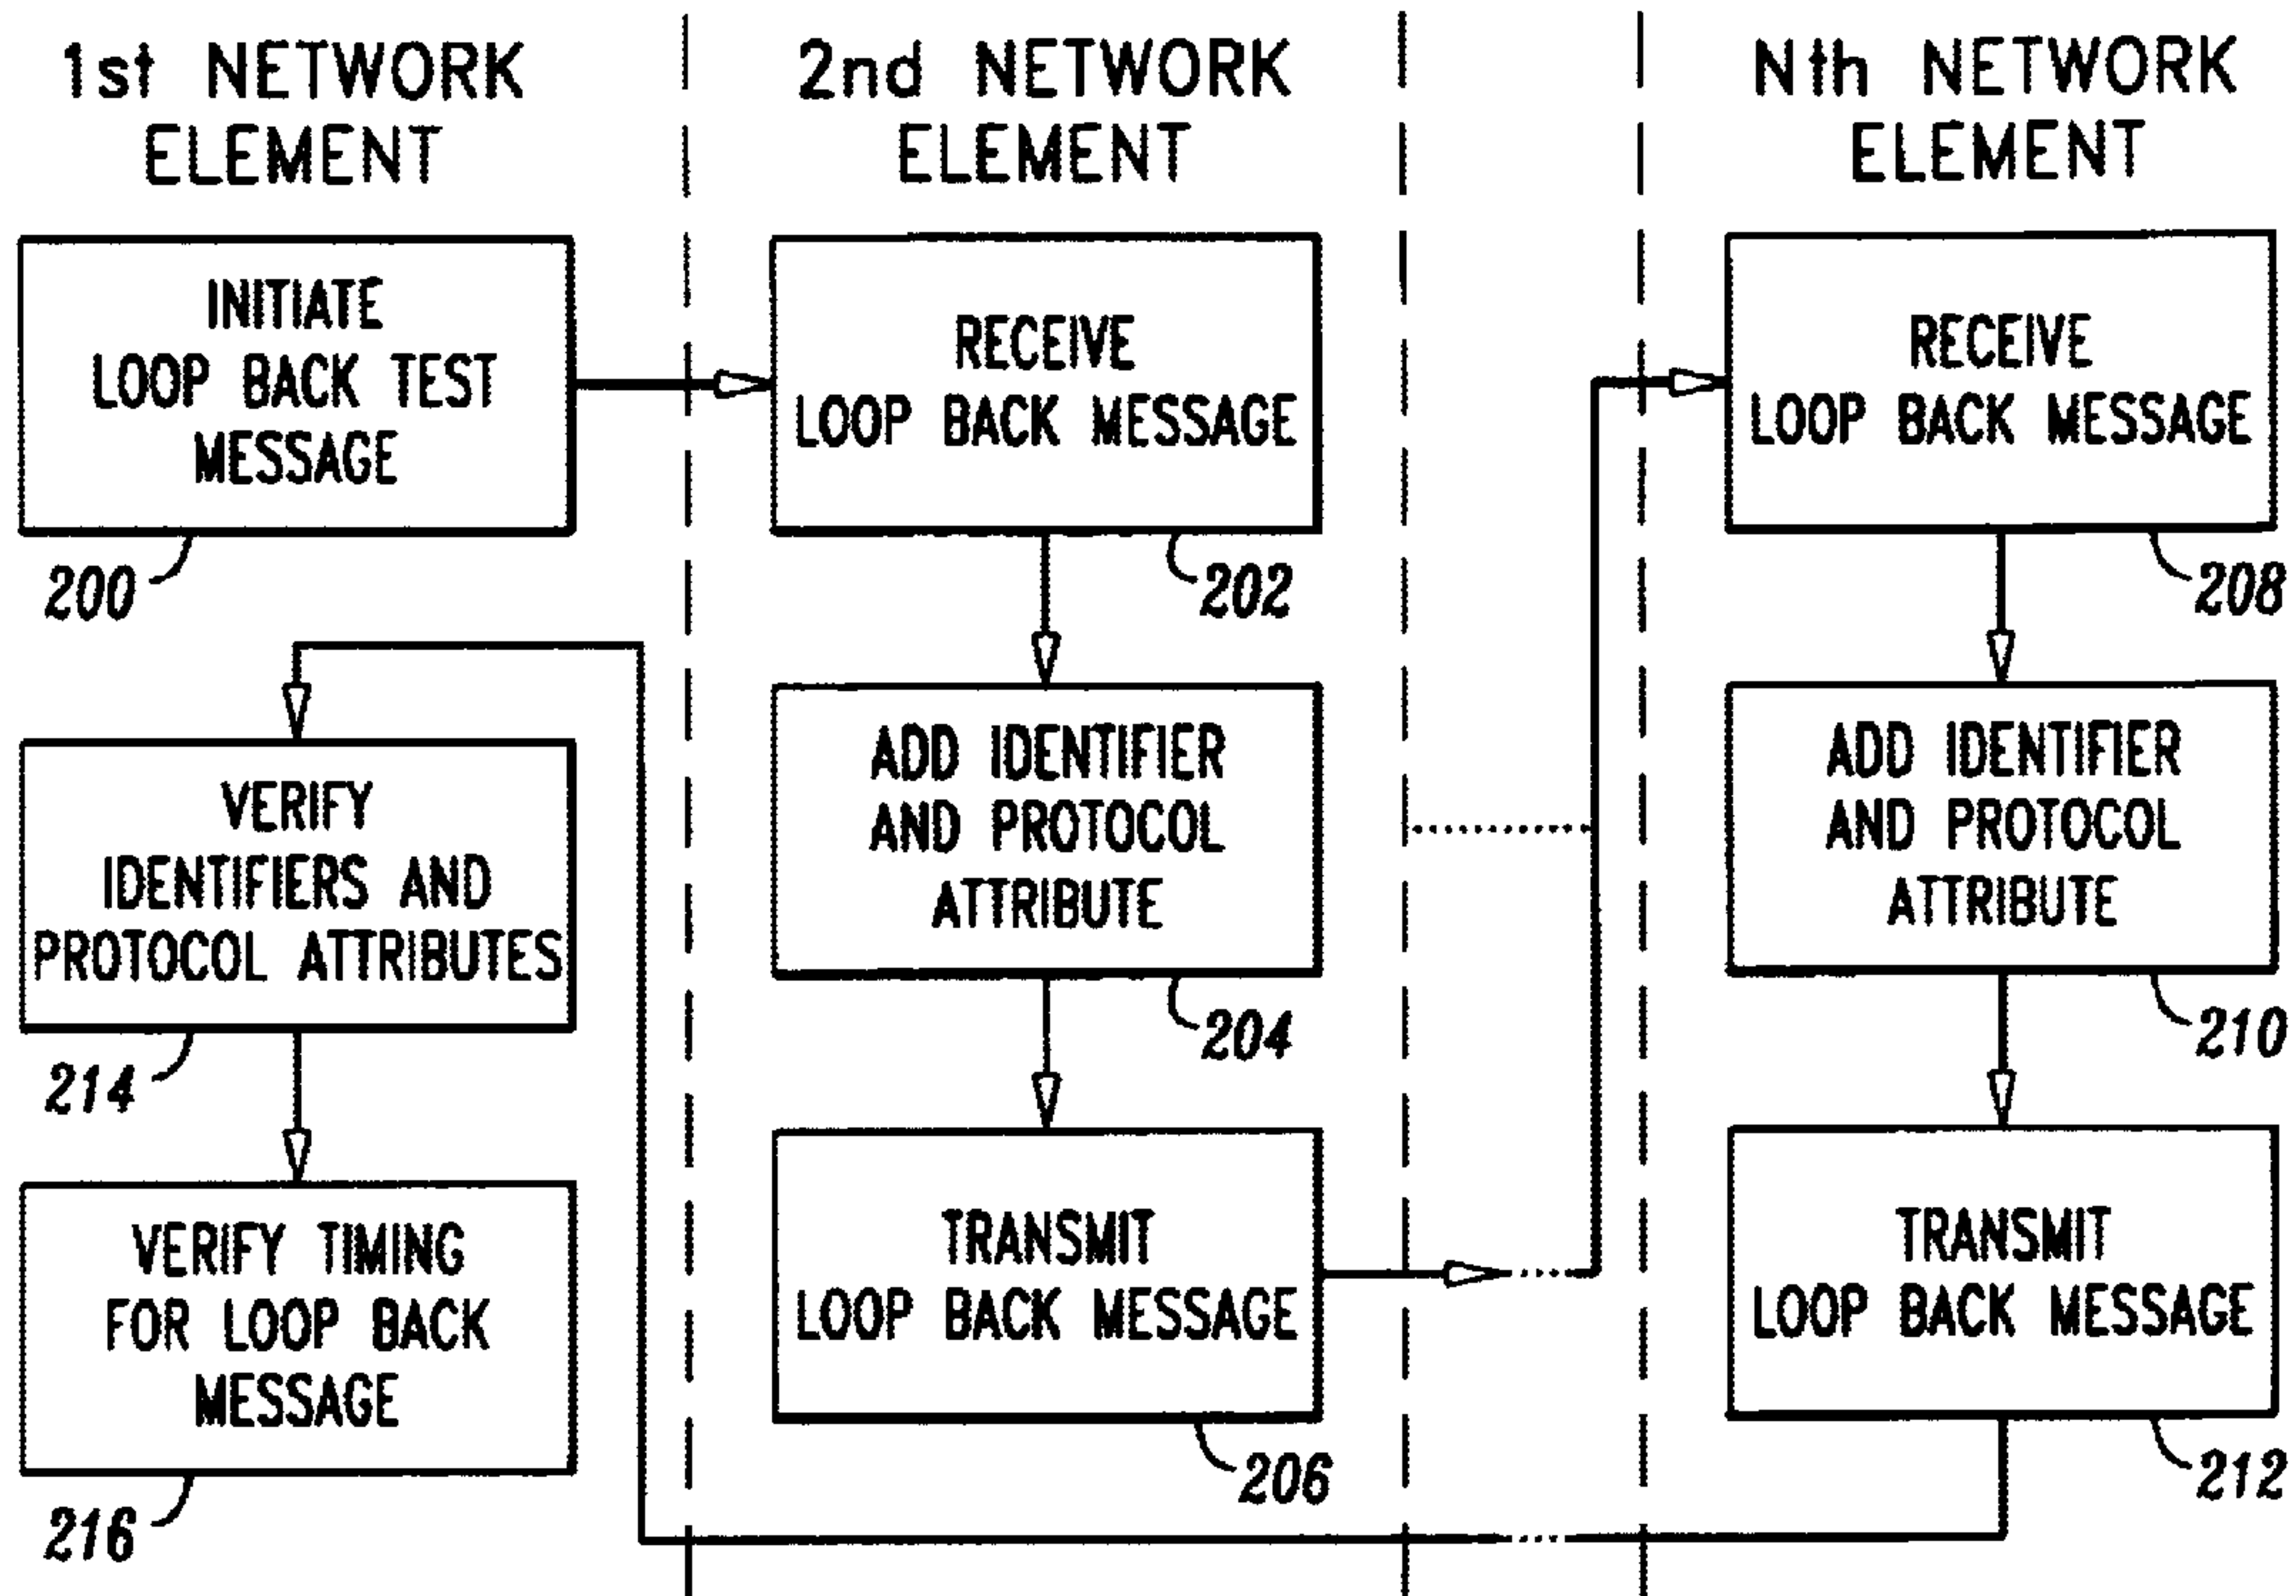 1st NETWORK
ELEMENT
INITIATE
LOOP BACK TEST
MESSAGE
200
VERIFY
IDENTIFIERS AND
PROTOCOL ATTRIBUTES
214
VERIFY TIMING
FOR LOOP BACK
MESSAGE
216
2nd NETWORK
ELEMENT
RECEIVE
LOOP BACK MESSAGE
202
ADD IDENTIFIER
AND PROTOCOL
ATTRIBUTE
204
TRANSMIT
LOOP BACK MESSAGE
206
Nth NETWORK
ELEMENT
RECEIVE
LOOP BACK MESSAGE
208
ADD IDENTIFIER
AND PROTOCOL
ATTRIBUTE
210
TRANSMIT
LOOP BACK MESSAGE
212